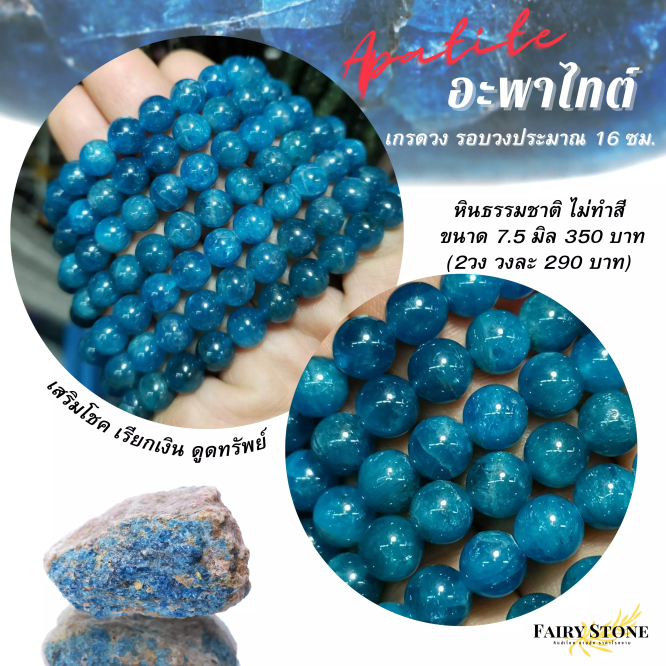 Apatite
อะพาไทต์
เกรดวง รอบวงประมาณ 16 ซม.
หินธรรมชาติ ไม่ทำสี
ขนาด 7.5 มิล 350 บาท
(2วง วงละ 290 บาท)
เสริมโชค เรียกเงิน ดูดทรัพย์
FAIRY STONE